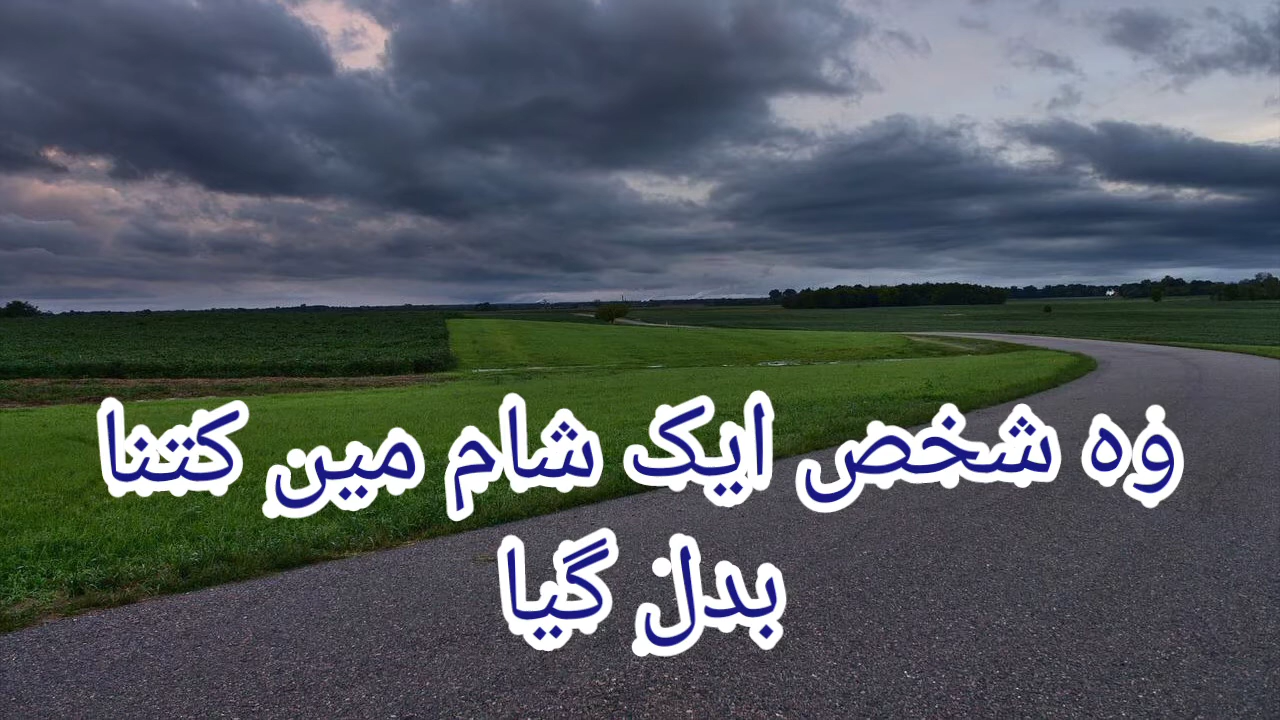 وہ شخص ایک شام مین کتنا
بدل گیا